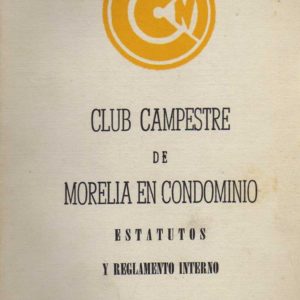 CLUB CAMPESTRE
DE
MORELIA EN CONDOMINIO
ESTATUTOS
Y REGLAMENTO INTERNO